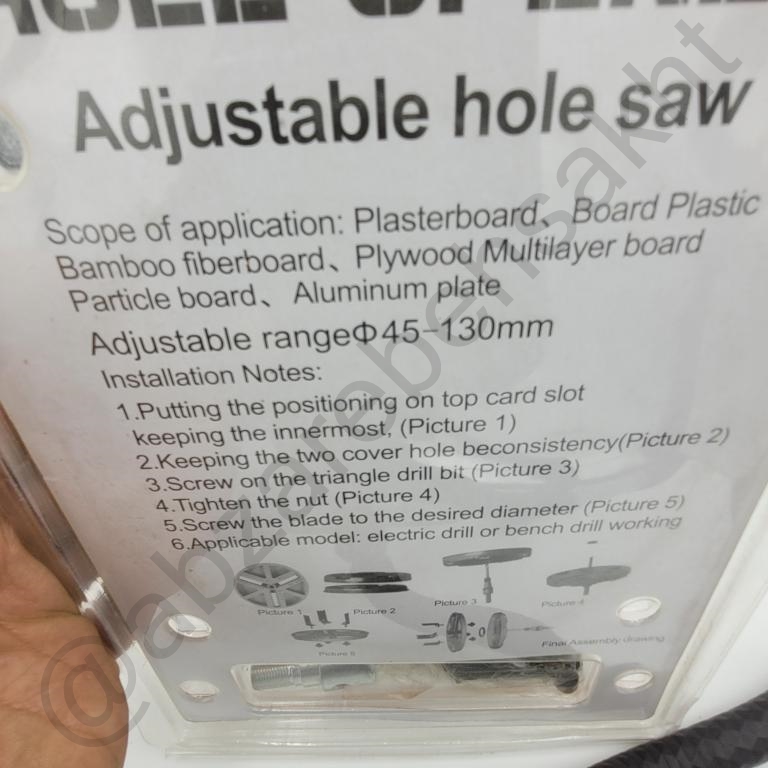 Adjustable hole saw
Scope of application: Plasterboard、Board Plastic
Bamboo fiberboard、Plywood Multilayer board
Particle board、Aluminum plate
Adjustable rangeΦ45-130mm
Installation Notes:
1.Putting the positioning on top card slot
keeping the innermost, (Picture 1)
2.Keeping the two cover hole beconsistency(Picture 2)
3.Screw on the triangle drill bit (Picture 3)
4.Tighten the nut (Picture 4)
5.Screw the blade to the desired diameter (Picture 5)
6.Applicable model: electric drill or bench drill working
Picture 1
Picture 2
Picture 3
Picture 4
Picture 5
Final Assembly drawing
@abzarebensakht